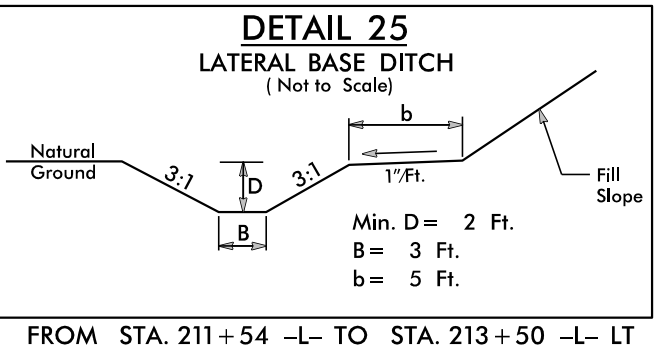 DETAIL 25
LATERAL BASE DITCH
( Not to Scale)
b
Natural
Ground
3:1
D
3:1
1"/Ft.
Fill
Slope
B
Min. D= 2 Ft.
B= 3 Ft.
b= 5 Ft.
FROM STA. 211+54 -L- TO STA. 213+50 -L- LT